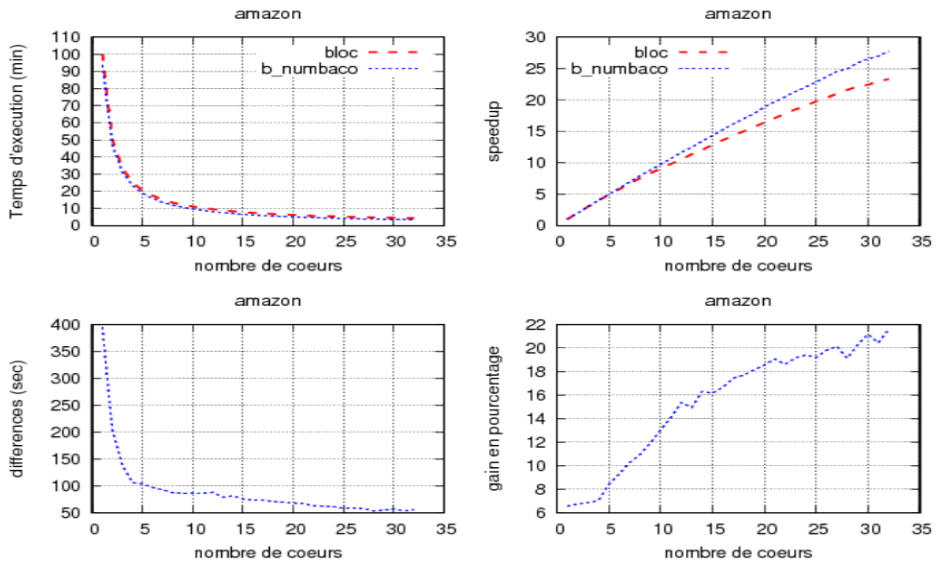 amazon
110
100
90
80
70
60
50
40
30
20
10
0
Temps d'execution (min)
bloc
b_numbaco
0 5 10 15 20 25 30 35
nombre de coeurs
amazon
30
25
20
15
10
5
0
speedup
bloc
b_numbaco
0 5 10 15 20 25 30 35
nombre de coeurs
amazon
400
350
300
250
200
150
100
50
differences (sec)
0 5 10 15 20 25 30 35
nombre de coeurs
amazon
22
20
18
16
14
12
10
8
6
gain en pourcentage
0 5 10 15 20 25 30 35
nombre de coeurs